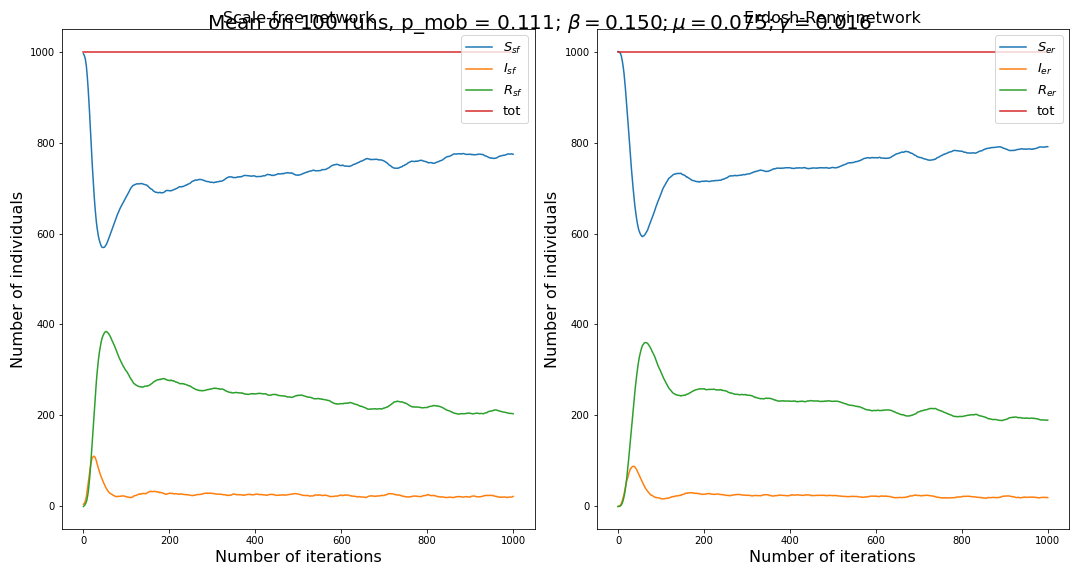 Mean on 100 runs, p_mob = 0.111; β = 0.150; μ = 0.075; γ = 0.016
Scale-free network
Erdosh-Renyi network
Number of individuals
1000
800
600
400
200
0
S_sf
I_sf
R_sf
tot
0 200 400 600 800 1000
Number of iterations
Number of individuals
1000
800
600
400
200
0
S_er
I_er
R_er
tot
0 200 400 600 800 1000
Number of iterations